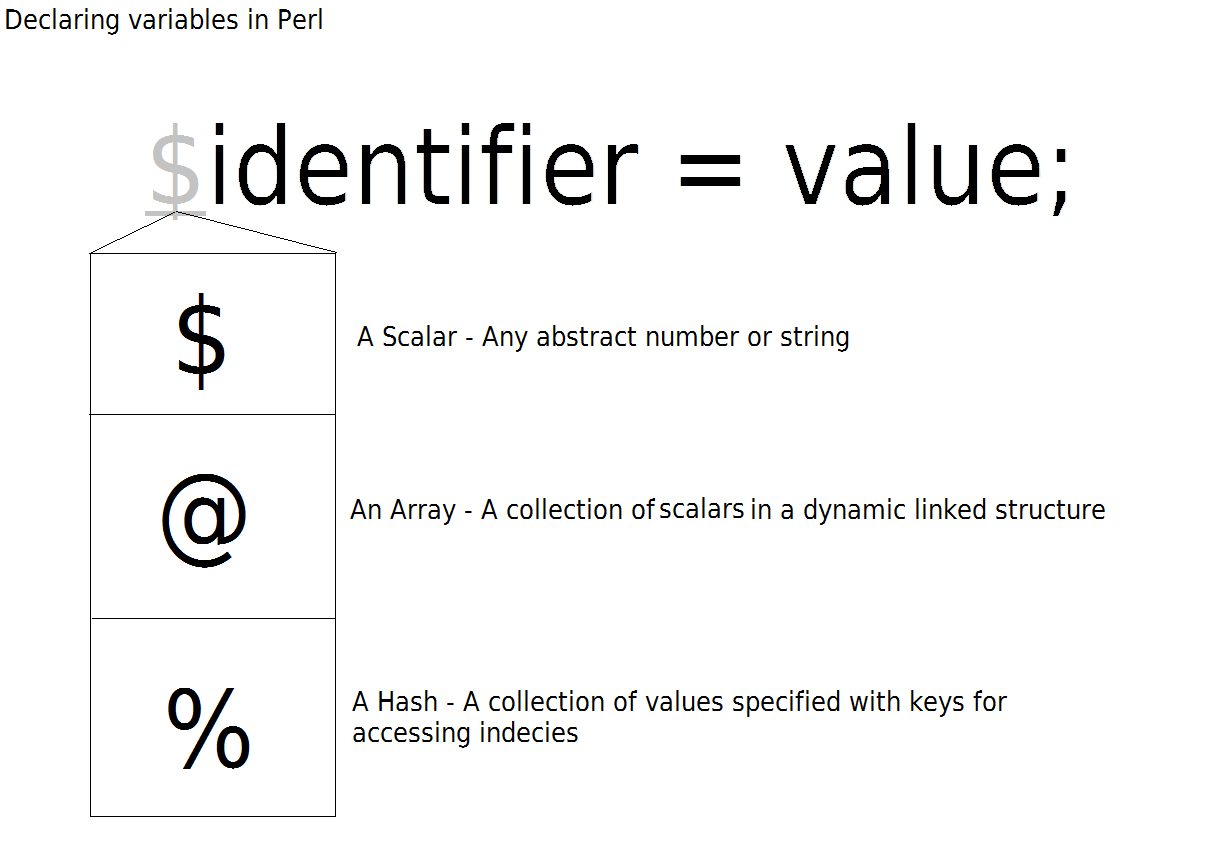 Declaring variables in Perl
$identifier = value;
$
A Scalar - Any abstract number or string
@
An Array - A collection of scalars in a dynamic linked structure
%
A Hash - A collection of values specified with keys for
accessing indecies